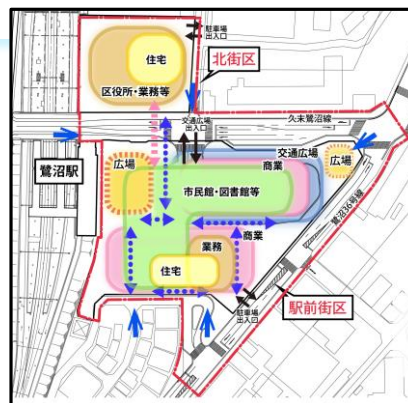 駐車場
出入口
北街区
住宅
区役所・業務等
久末鷺沼線
交通広場
出入口
鷺沼駅
広場
商業
交通広場
広場
市民館・図書館等
鷺沼36号線
商業
業務
住宅
駐車場
出入口
駅前街区